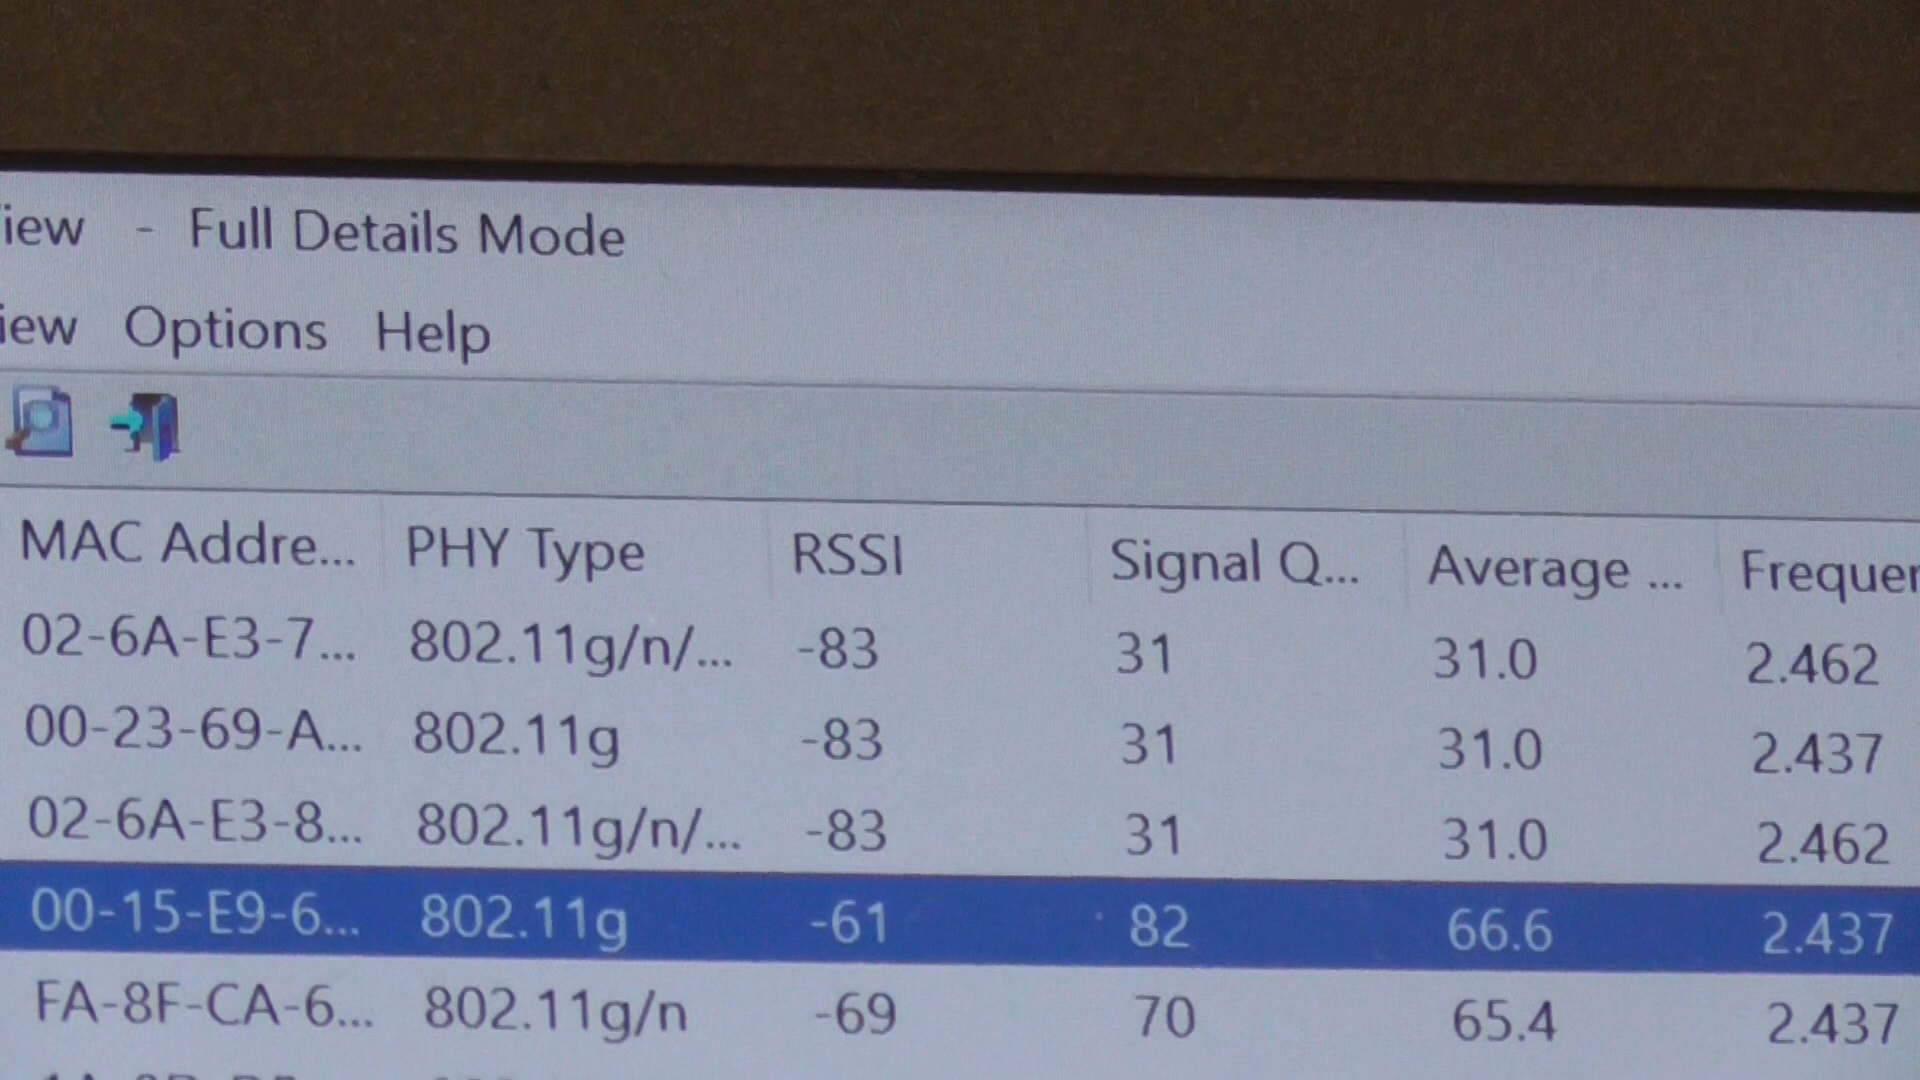 iew - Full Details Mode
iew Options Help
MAC Addre... PHY Type RSSI Signal Q... Average ... Frequen
02-6A-E3-7... 802.11g/n/... -83 31 31.0 2.462
00-23-69-A... 802.11g -83 31 31.0 2.437
02-6A-E3-8... 802.11g/n/... -83 31 31.0 2.462
00-15-E9-6... 802.11g -61 82 66.6 2.437
FA-8F-CA-6... 802.11g/n -69 70 65.4 2.437